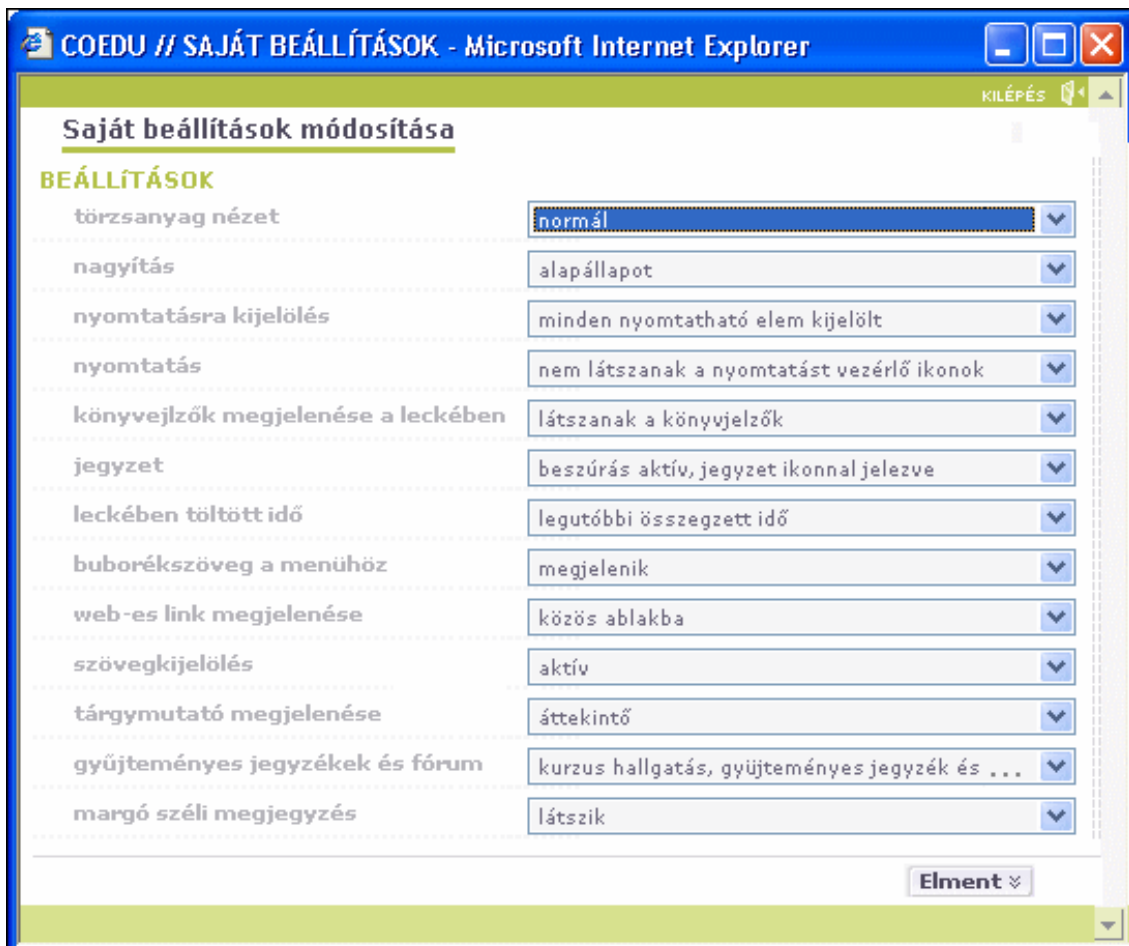 COEDU // SAJÁT BEÁLLÍTÁSOK - Microsoft Internet Explorer
KILÉPÉS
Saját beállítások módosítása
BEÁLLíTÁSOK
törzsanyag nézet normál
nagyítás alapállapot
nyomtatásra kijelölés minden nyomtatható elem kijelölt
nyomtatás nem látszanak a nyomtatást vezérlő ikonok
könyvejlzők megjelenése a leckében látszanak a könyvjelzők
jegyzet beszúrás aktív, jegyzet ikonnal jelezve
leckében töltött idő legutóbbi összegzett idő
buborékszöveg a menühöz megjelenik
web-es link megjelenése közös ablakba
szövegkijelölés aktív
tárgymutató megjelenése áttekintő
gyűjteményes jegyzékek és fórum kurzus hallgatás, gyüjteményes jegyzék és ...
margó széli megjegyzés látszik
Elment